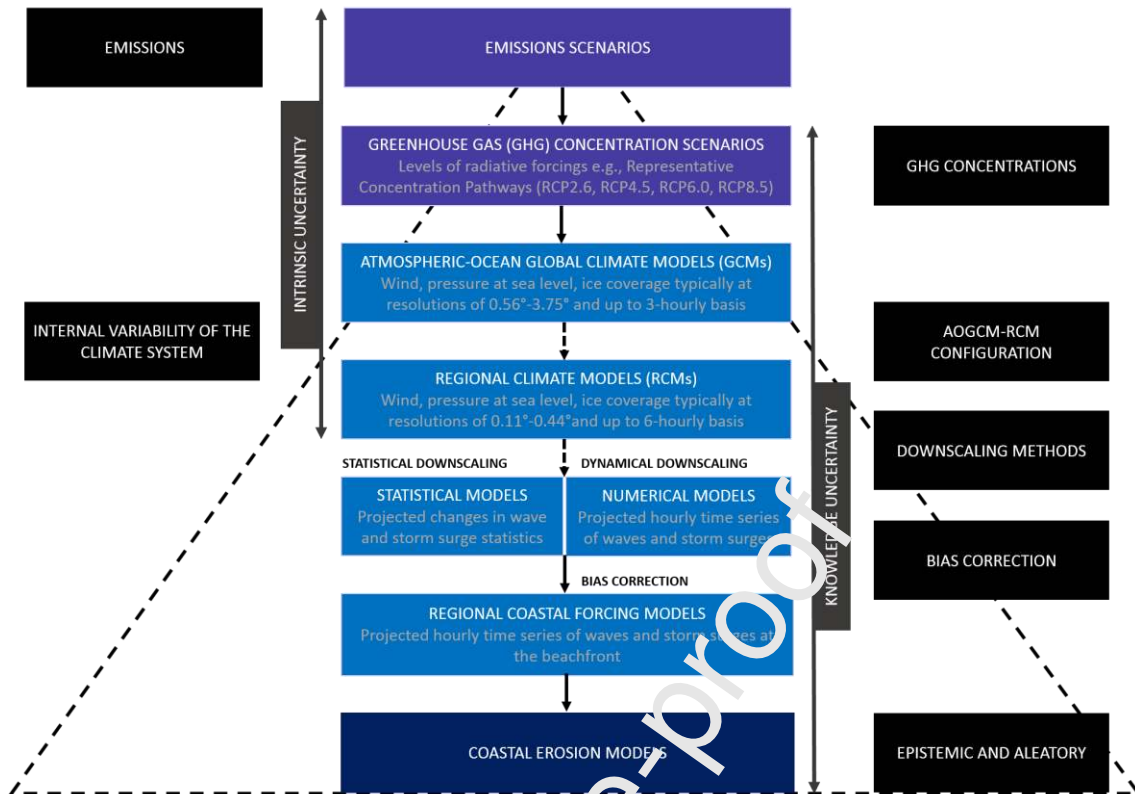 EMISSIONS
EMISSIONS SCENARIOS
INTRINSIC UNCERTAINTY
GREENHOUSE GAS (GHG) CONCENTRATION SCENARIOS
Levels of radiative forcings e.g., Representative
Concentration Pathways (RCP2.6, RCP4.5, RCP6.0, RCP8.5)
GHG CONCENTRATIONS
ATMOSPHERIC-OCEAN GLOBAL CLIMATE MODELS (GCMs)
Wind, pressure at sea level, ice coverage typically at
resolutions of 0.56°-3.75° and up to 3-hourly basis
INTERNAL VARIABILITY OF THE
CLIMATE SYSTEM
AOGCM-RCM
CONFIGURATION
REGIONAL CLIMATE MODELS (RCMs)
Wind, pressure at sea level, ice coverage typically at
resolutions of 0.11°-0.44°and up to 6-hourly basis
KNOWLEDGE UNCERTAINTY
DOWNSCALING METHODS
STATISTICAL DOWNSCALING
DYNAMICAL DOWNSCALING
STATISTICAL MODELS
Projected changes in wave
and storm surge statistics
NUMERICAL MODELS
Projected hourly time series
of waves and storm surges
BIAS CORRECTION
BIAS CORRECTION
REGIONAL COASTAL FORCING MODELS
Projected hourly time series of waves and storm surges at
the beachfront
COASTAL EROSION MODELS
EPISTEMIC AND ALEATORY
e-proof